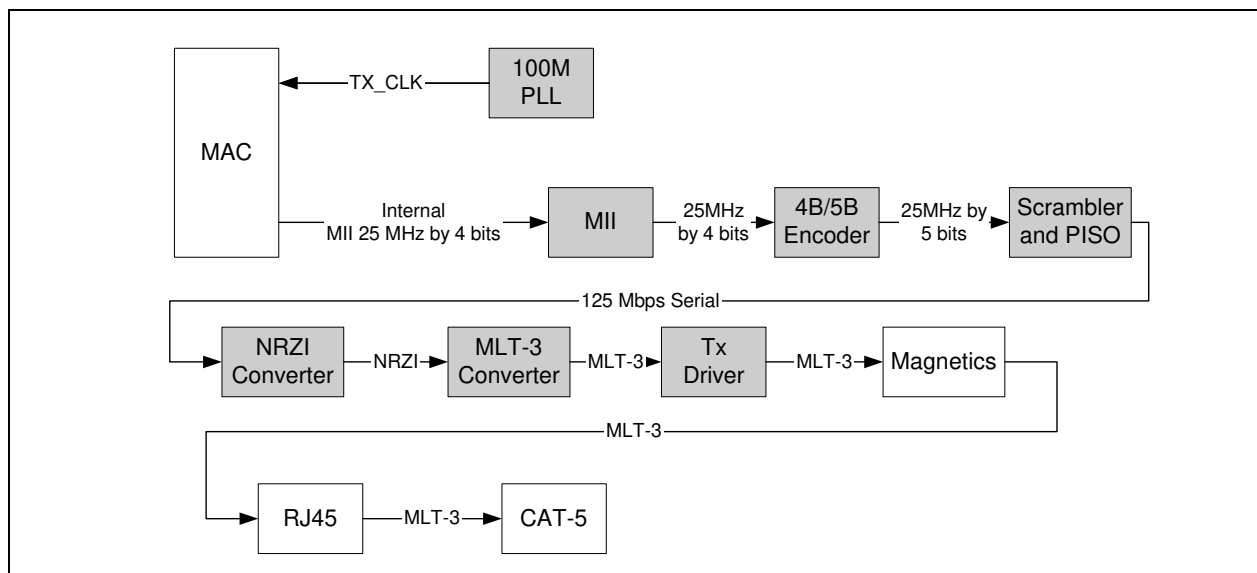 100M
PLL
TX_CLK
MAC
Internal
MII 25 MHz by 4 bits
MII
25MHz
by 4 bits
4B/5B
Encoder
25MHz by
5 bits
Scrambler
and PISO
125 Mbps Serial
NRZI
Converter
NRZI
MLT-3
Converter
MLT-3
Tx
Driver
MLT-3
Magnetics
MLT-3
RJ45
MLT-3
CAT-5